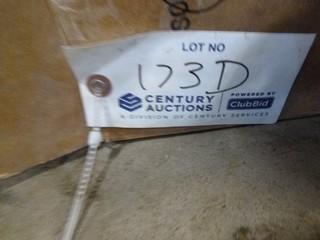 LOT NO
173D
CENTURY AUCTIONS
POWERED BY
ClubBid
A DIVISION OF CENTURY SERVICES